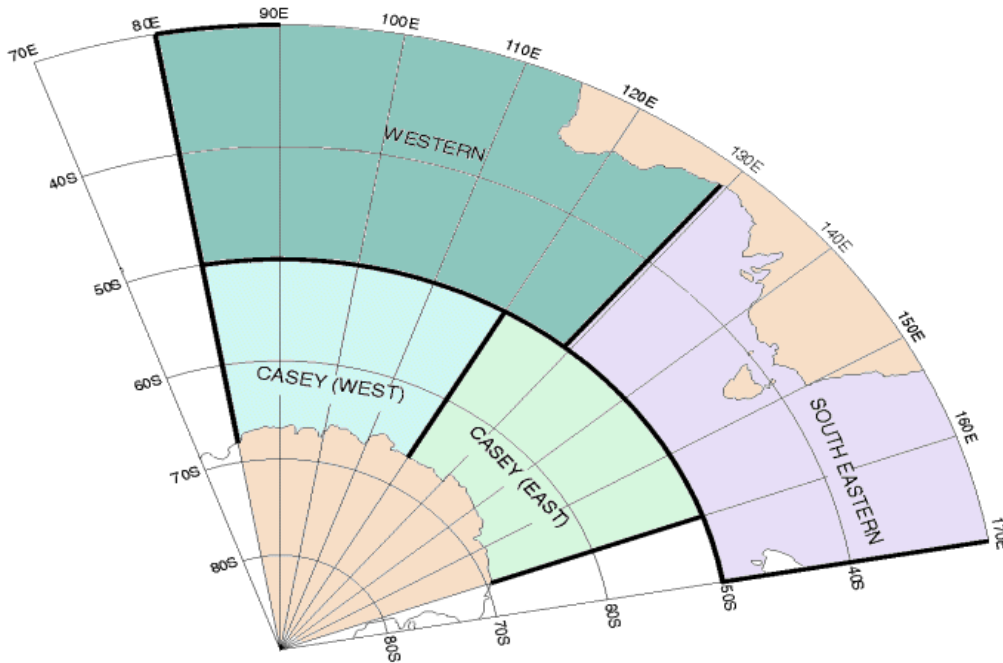 70E
80E
90E
100E
110E
120E
130E
140E
150E
160E
170E
40S
50S
60S
70S
80S
WESTERN
CASEY (WEST)
CASEY (EAST)
SOUTH EASTERN
80S
70S
60S
50S
40S